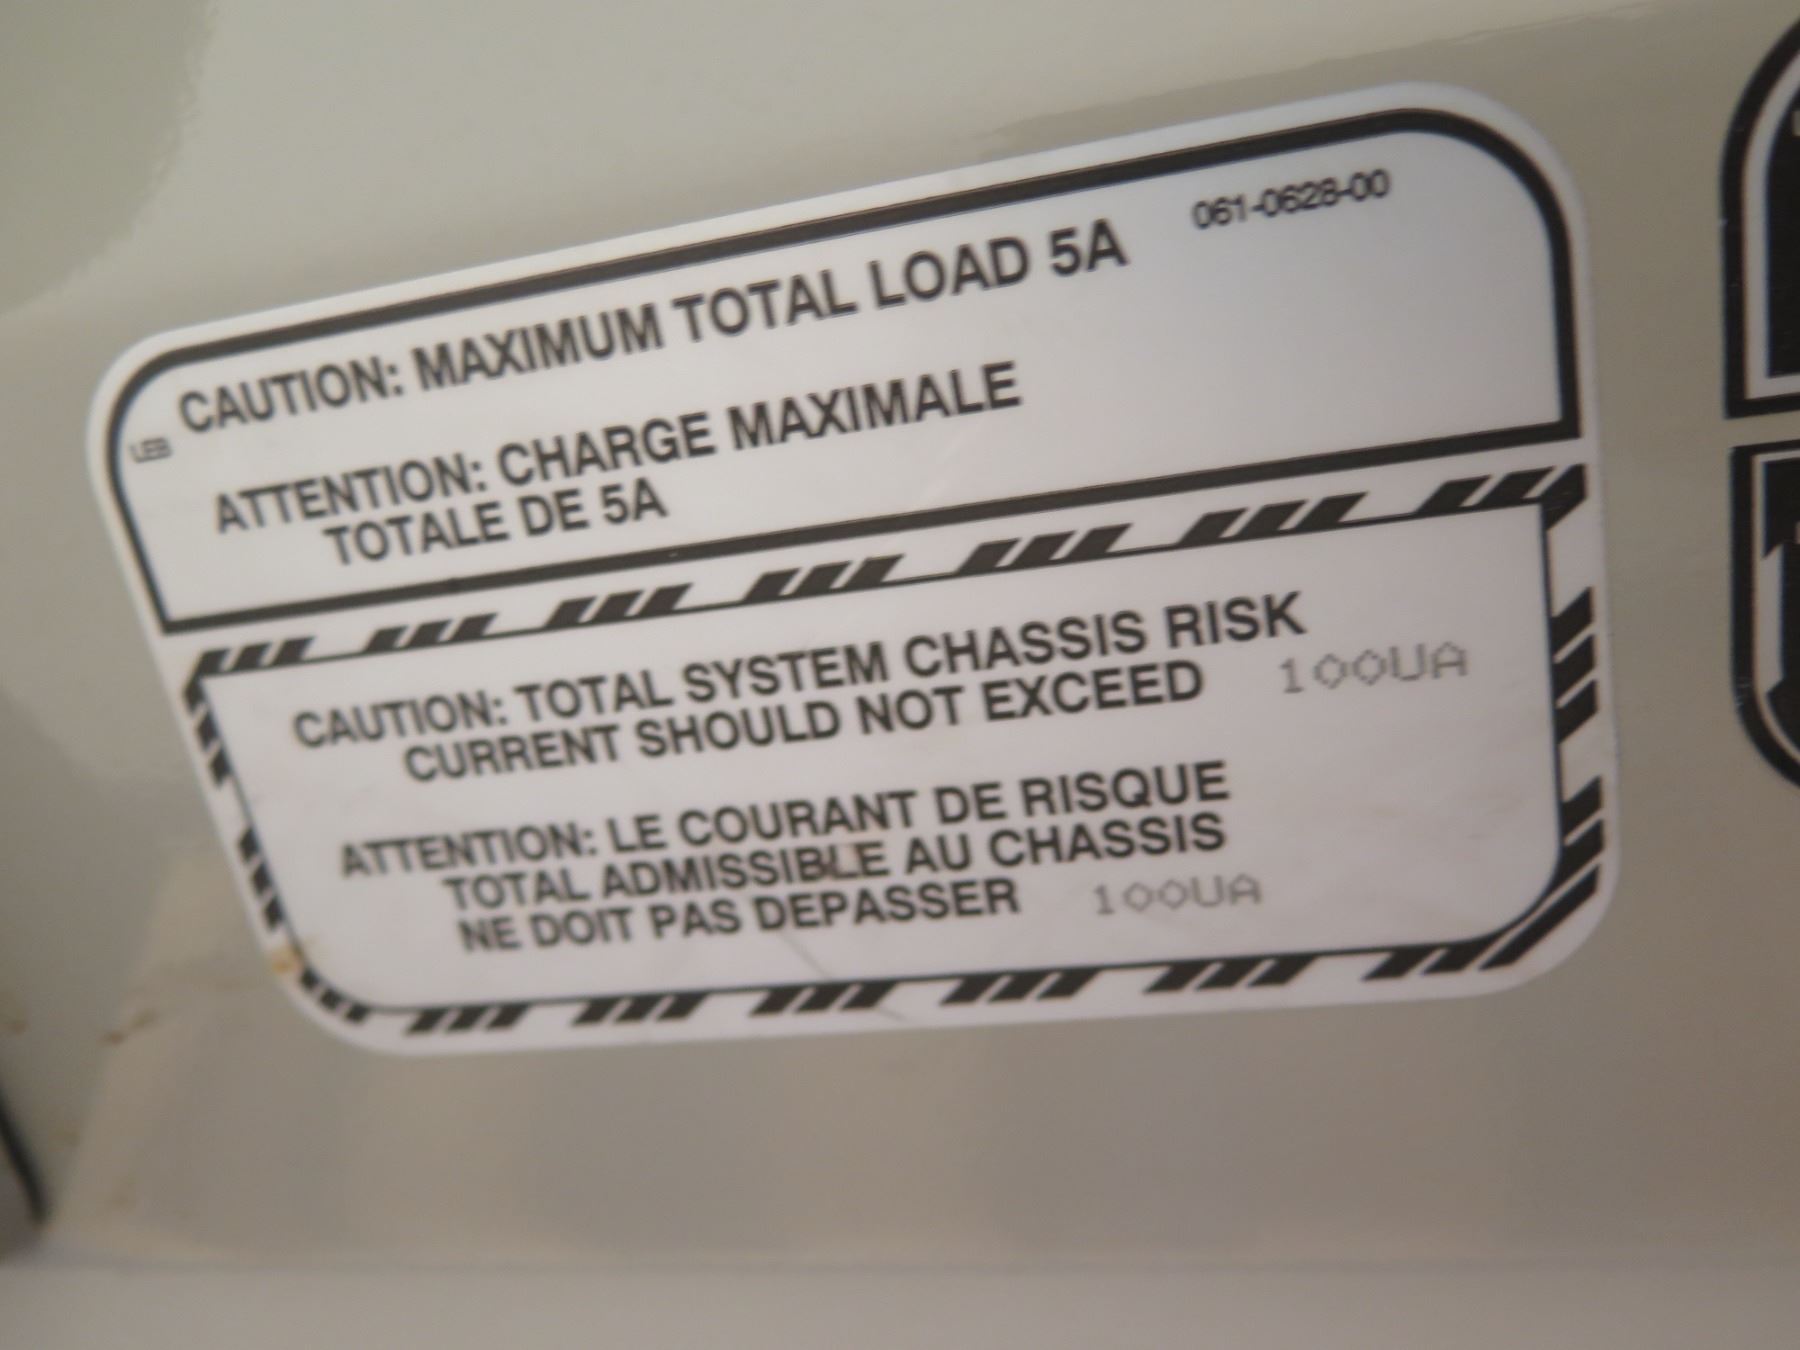 061-0628-00
CAUTION: MAXIMUM TOTAL LOAD 5A
LEB
ATTENTION: CHARGE MAXIMALE
TOTALE DE 5A
CAUTION: TOTAL SYSTEM CHASSIS RISK
CURRENT SHOULD NOT EXCEED 100UA
ATTENTION: LE COURANT DE RISQUE
TOTAL ADMISSIBLE AU CHASSIS
NE DOIT PAS DEPASSER 100UA